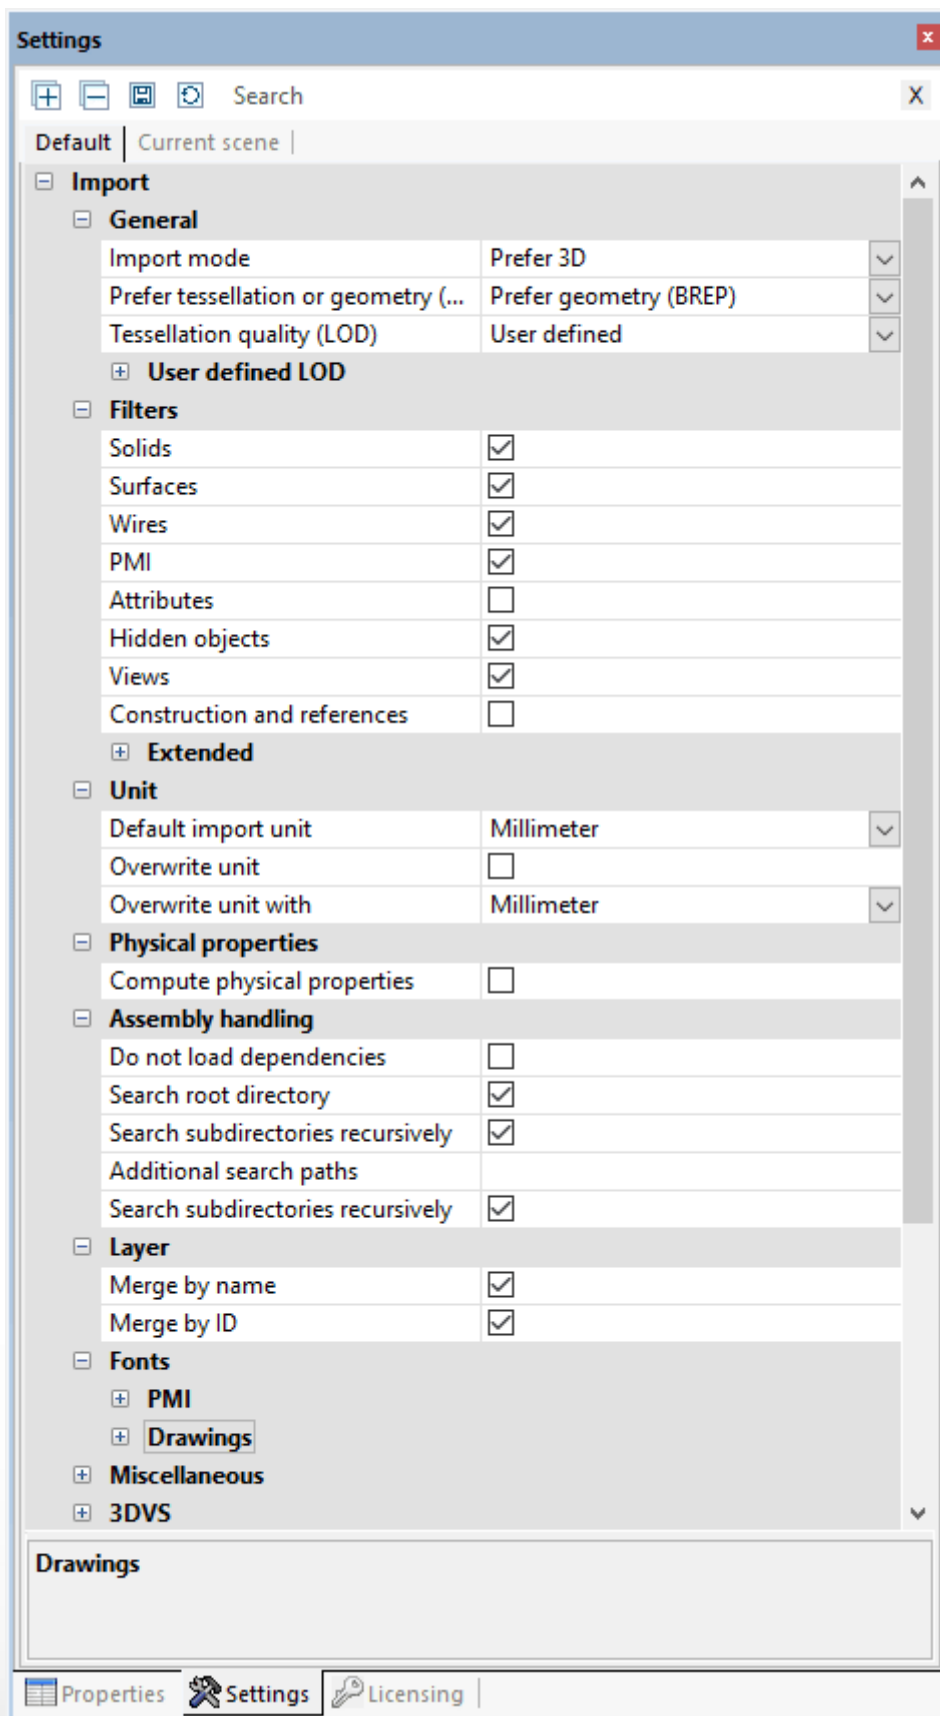 Settings
Search X
Default Current scene
Import
General
Import mode Prefer 3D
Prefer tessellation or geometry (... Prefer geometry (BREP)
Tessellation quality (LOD) User defined
User defined LOD
Filters
Solids
Surfaces
Wires
PMI
Attributes
Hidden objects
Views
Construction and references
Extended
Unit
Default import unit Millimeter
Overwrite unit
Overwrite unit with Millimeter
Physical properties
Compute physical properties
Assembly handling
Do not load dependencies
Search root directory
Search subdirectories recursively
Additional search paths
Search subdirectories recursively
Layer
Merge by name
Merge by ID
Fonts
PMI
Drawings
Miscellaneous
3DVS
Drawings
Properties Settings Licensing